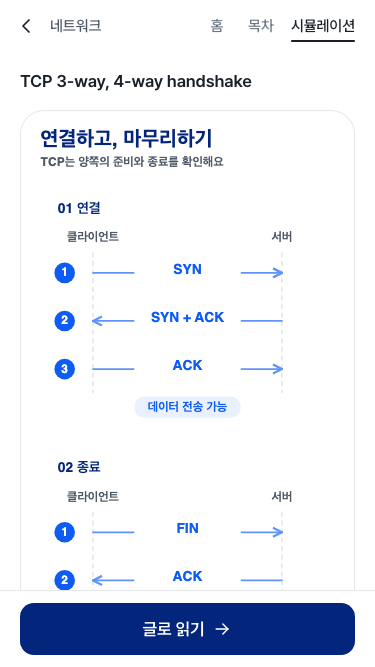 네트워크
홈 목차 시뮬레이션
TCP 3-way, 4-way handshake
연결하고, 마무리하기
TCP는 양쪽의 준비와 종료를 확인해요
01 연결
클라이언트 서버
1 SYN
2 SYN + ACK
3 ACK
데이터 전송 가능
02 종료
클라이언트 서버
1 FIN
2 ACK
글로 읽기